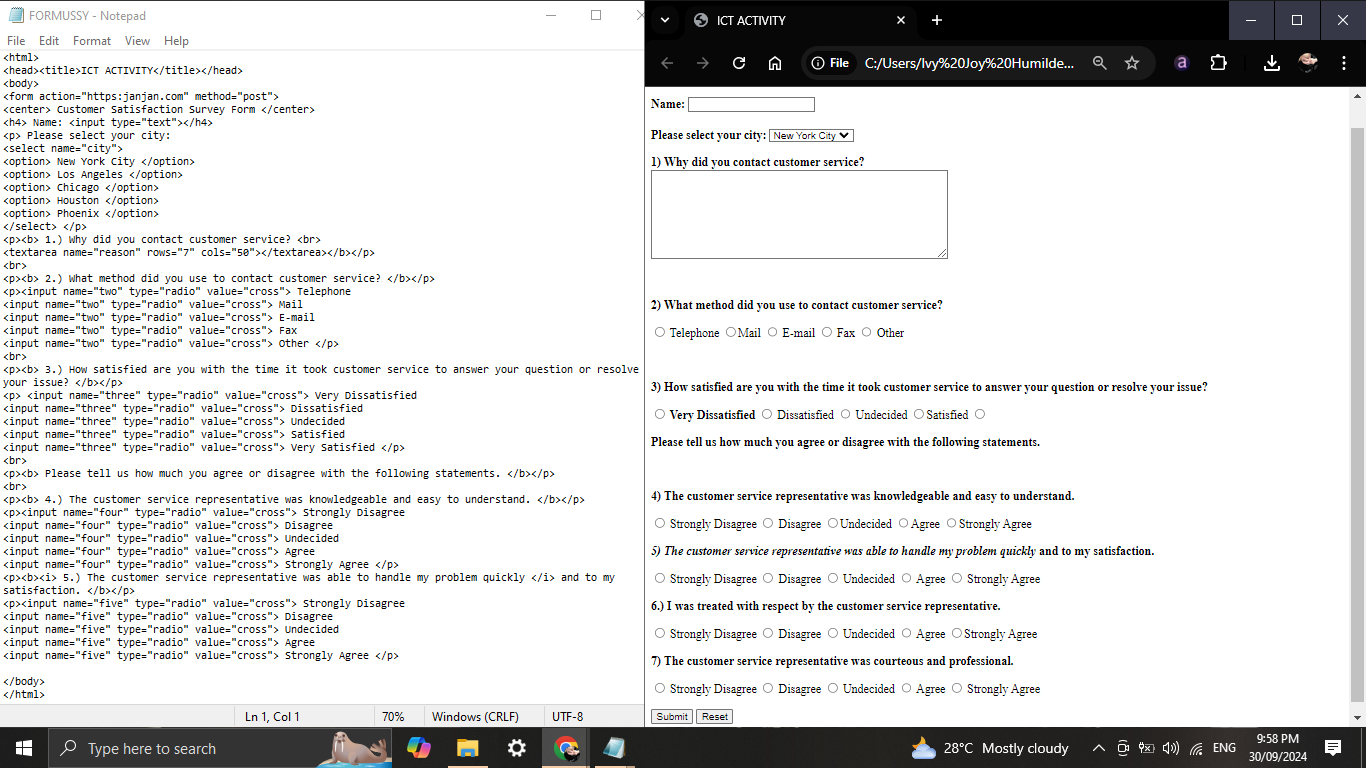 FORMUSSY - Notepad
File Edit Format View Help
<html>
<head><title>ICT ACTIVITY</title></head>
<body>
<form action="https:janjan.com" method="post">
<center> Customer Satisfaction Survey Form </center>
<h4> Name: <input type="text"></h4>
<p> Please select your city:
<select name="city">
<option> New York City </option>
<option> Los Angeles </option>
<option> Chicago </option>
<option> Houston </option>
<option> Phoenix </option>
</select> </p>
<p><b> 1.) Why did you contact customer service? <br>
<textarea name="reason" rows="7" cols="50"></textarea></b></p>
<br>
<p><b> 2.) What method did you use to contact customer service? </b></p>
<p><input name="two" type="radio" value="cross"> Telephone
<input name="two" type="radio" value="cross"> Mail
<input name="two" type="radio" value="cross"> E-mail
<input name="two" type="radio" value="cross"> Fax
<input name="two" type="radio" value="cross"> Other </p>
<br>
<p><b> 3.) How satisfied are you with the time it took customer service to answer your question or resolve
your issue? </b></p>
<p> <input name="three" type="radio" value="cross"> Very Dissatisfied
<input name="three" type="radio" value="cross"> Dissatisfied
<input name="three" type="radio" value="cross"> Undecided
<input name="three" type="radio" value="cross"> Satisfied
<input name="three" type="radio" value="cross"> Very Satisfied </p>
<br>
<p><b> Please tell us how much you agree or disagree with the following statements. </b></p>
<br>
<p><b> 4.) The customer service representative was knowledgeable and easy to understand. </b></p>
<p><input name="four" type="radio" value="cross"> Strongly Disagree
<input name="four" type="radio" value="cross"> Disagree
<input name="four" type="radio" value="cross"> Undecided
<input name="four" type="radio" value="cross"> Agree
<input name="four" type="radio" value="cross"> Strongly Agree </p>
<p><b><i> 5.) The customer service representative was able to handle my problem quickly </i> and to my
satisfaction. </b></p>
<p><input name="five" type="radio" value="cross"> Strongly Disagree
<input name="five" type="radio" value="cross"> Disagree
<input name="five" type="radio" value="cross"> Undecided
<input name="five" type="radio" value="cross"> Agree
<input name="five" type="radio" value="cross"> Strongly Agree </p>
</body>
</html>
Ln 1, Col 1 70% Windows (CRLF) UTF-8
ICT ACTIVITY
File C:/Users/Ivy%20Joy%20Humilde... a
Name:
Please select your city: New York City
1) Why did you contact customer service?
2) What method did you use to contact customer service?
Telephone Mail E-mail Fax Other
3) How satisfied are you with the time it took customer service to answer your question or resolve your issue?
Very Dissatisfied Dissatisfied Undecided Satisfied
Please tell us how much you agree or disagree with the following statements.
4) The customer service representative was knowledgeable and easy to understand.
Strongly Disagree Disagree Undecided Agree Strongly Agree
5) The customer service representative was able to handle my problem quickly and to my satisfaction.
Strongly Disagree Disagree Undecided Agree Strongly Agree
6.) I was treated with respect by the customer service representative.
Strongly Disagree Disagree Undecided Agree Strongly Agree
7) The customer service representative was courteous and professional.
Strongly Disagree Disagree Undecided Agree Strongly Agree
Submit Reset
Type here to search
28°C Mostly cloudy
ENG
9:58 PM
30/09/2024